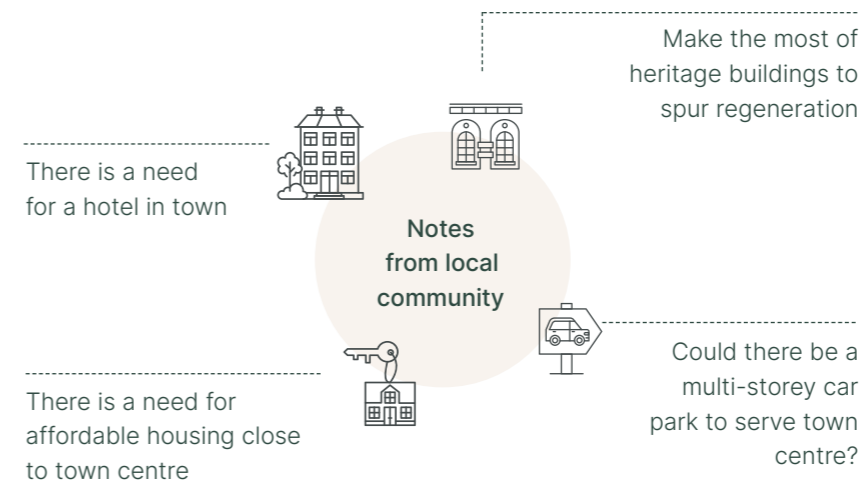 Make the most of
heritage buildings to
spur regeneration
There is a need
for a hotel in town
Notes
from local
community
Could there be a
multi-storey car
park to serve town
centre?
There is a need for
affordable housing close
to town centre